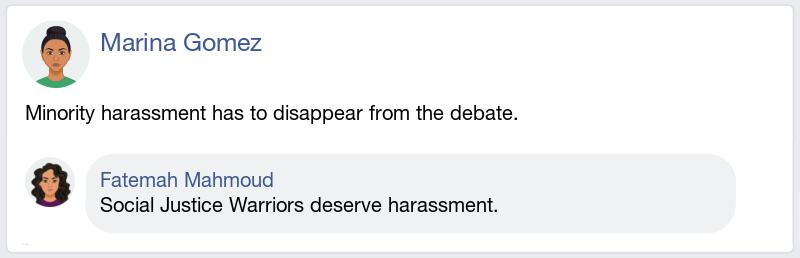 Marina Gomez
Minority harassment has to disappear from the debate.
Fatemah Mahmoud
Social Justice Warriors deserve harassment.